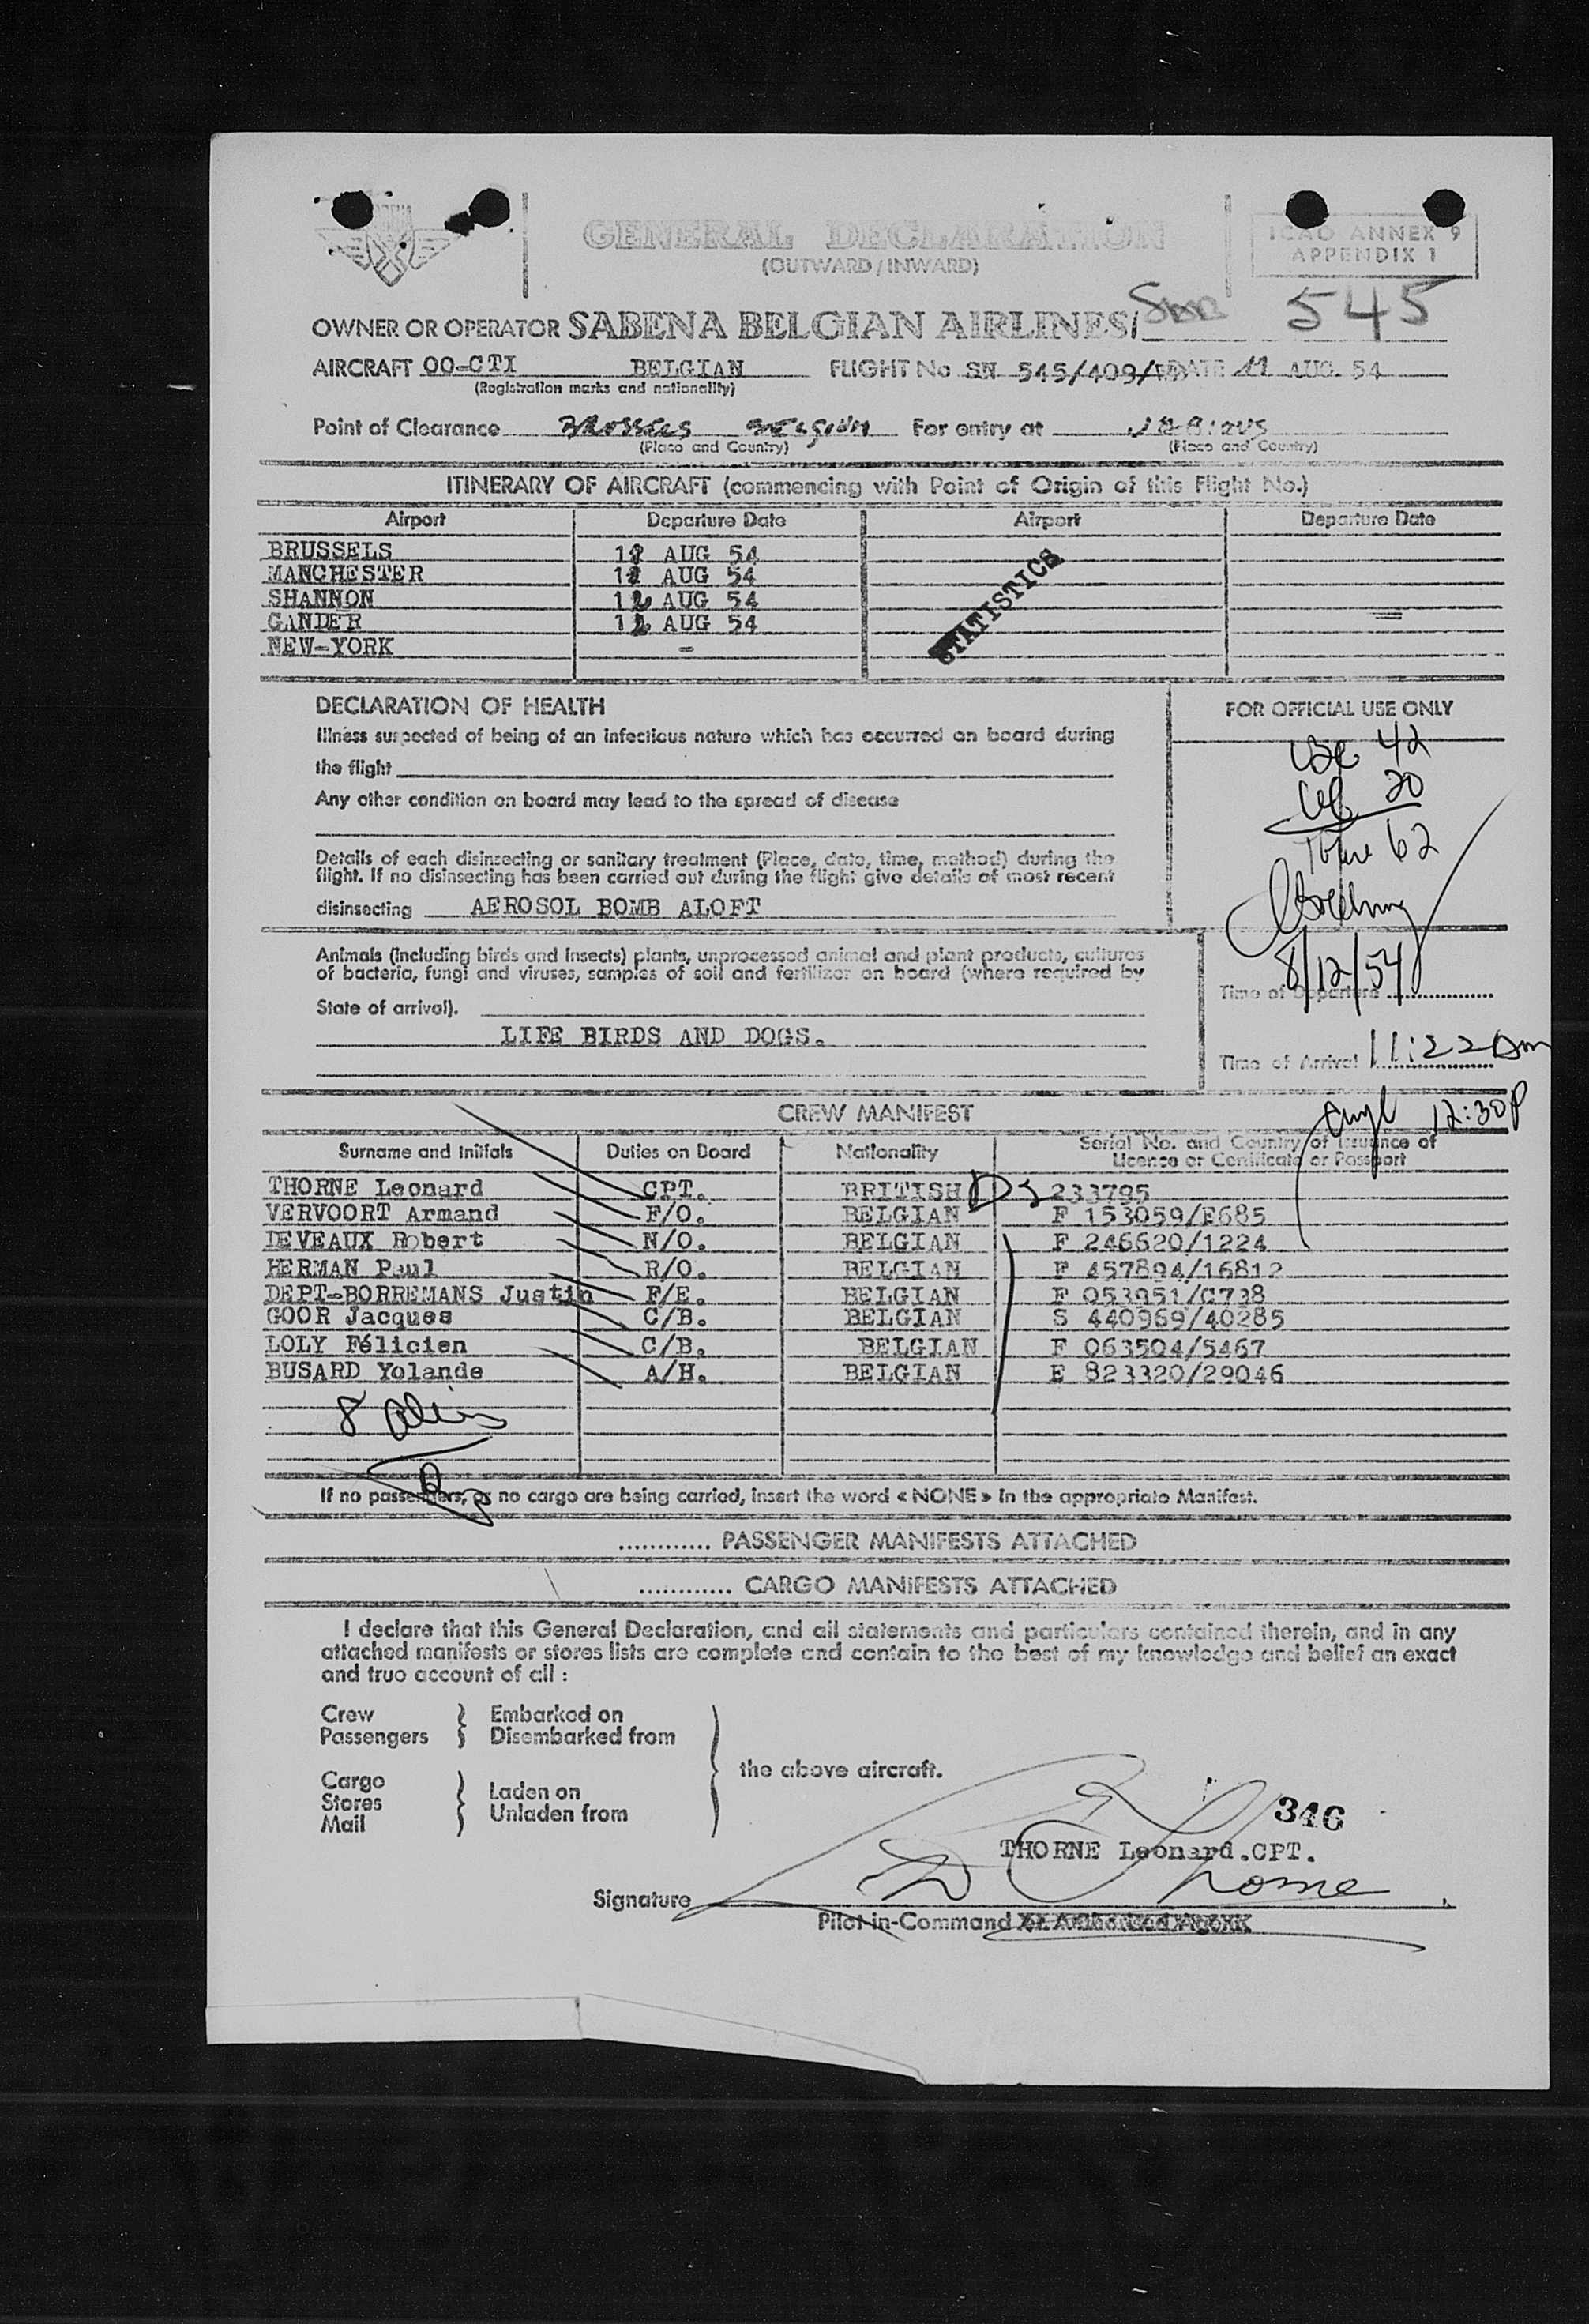 GENERAL DECLARATION
(OUTWARD / INWARD)
ICAO ANNEX 9
APPENDIX 1
545
OWNER OR OPERATOR SABENA BELGIAN AIRLINES/
AIRCRAFT OO-CTI BELGIAN FLIGHT No SN 545/409/ DATE 11 AUG. 54
(Registration marks and nationality)
Point of Clearance BRUSSELS BELGIUM For entry at
(Place and Country) (Place and Country)
ITINERARY OF AIRCRAFT (commencing with Point of Origin of this Flight No.)
Airport Departure Date Airport Departure Date
BRUSSELS 12 AUG 54
MANCHESTER 12 AUG 54
SHANNON 12 AUG 54
GANDER 12 AUG 54
NEW-YORK -
STATISTICS
DECLARATION OF HEALTH
Illness suspected of being of an infectious nature which has occurred on board during
the flight
Any other condition on board may lead to the spread of disease
Details of each disinsecting or sanitary treatment (Place, date, time, method) during the
flight. If no disinsecting has been carried out during the flight give details of most recent
disinsecting AEROSOL BOMB ALOFT
FOR OFFICIAL USE ONLY
42
20
62
8/12/54
Animals (including birds and insects) plants, unprocessed animal and plant products, cultures
of bacteria, fungi and viruses, samples of soil and fertilizer on board (where required by
State of arrival).
LIFE BIRDS AND DOGS.
Time of Departure
Time of Arrival 11:22 am
12:30P
CREW MANIFEST
Surname and Initials Duties on Board Nationality Serial No. and Country of Issuance of
Licence or Certificate or Passport
THORNE Leonard CPT. BRITISH 233795
VERVOORT Armand F/O. BELGIAN F 153059/E685
DEVEAUX Robert N/O. BELGIAN F 246620/1224
HERMAN Paul R/O. BELGIAN F 457894/16812
DEPT-BORREMANS Justin F/E. BELGIAN F 053951/C728
GOOR Jacques C/B. BELGIAN S 440969/40285
LOLY Félicien C/B. BELGIAN F 063504/5467
BUSARD Yolande A/H. BELGIAN E 823320/29046
8
If no passengers, or no cargo are being carried, insert the word « NONE » in the appropriate Manifest.
............ PASSENGER MANIFESTS ATTACHED
............ CARGO MANIFESTS ATTACHED
I declare that this General Declaration, and all statements and particulars contained therein, and in any
attached manifests or stores lists are complete and contain to the best of my knowledge and belief an exact
and true account of all :
Crew Embarked on
Passengers Disembarked from
the above aircraft.
Cargo Laden on
Stores
Mail Unladen from
346
THORNE Leonard.CPT.
Signature
Pilot-in-Command